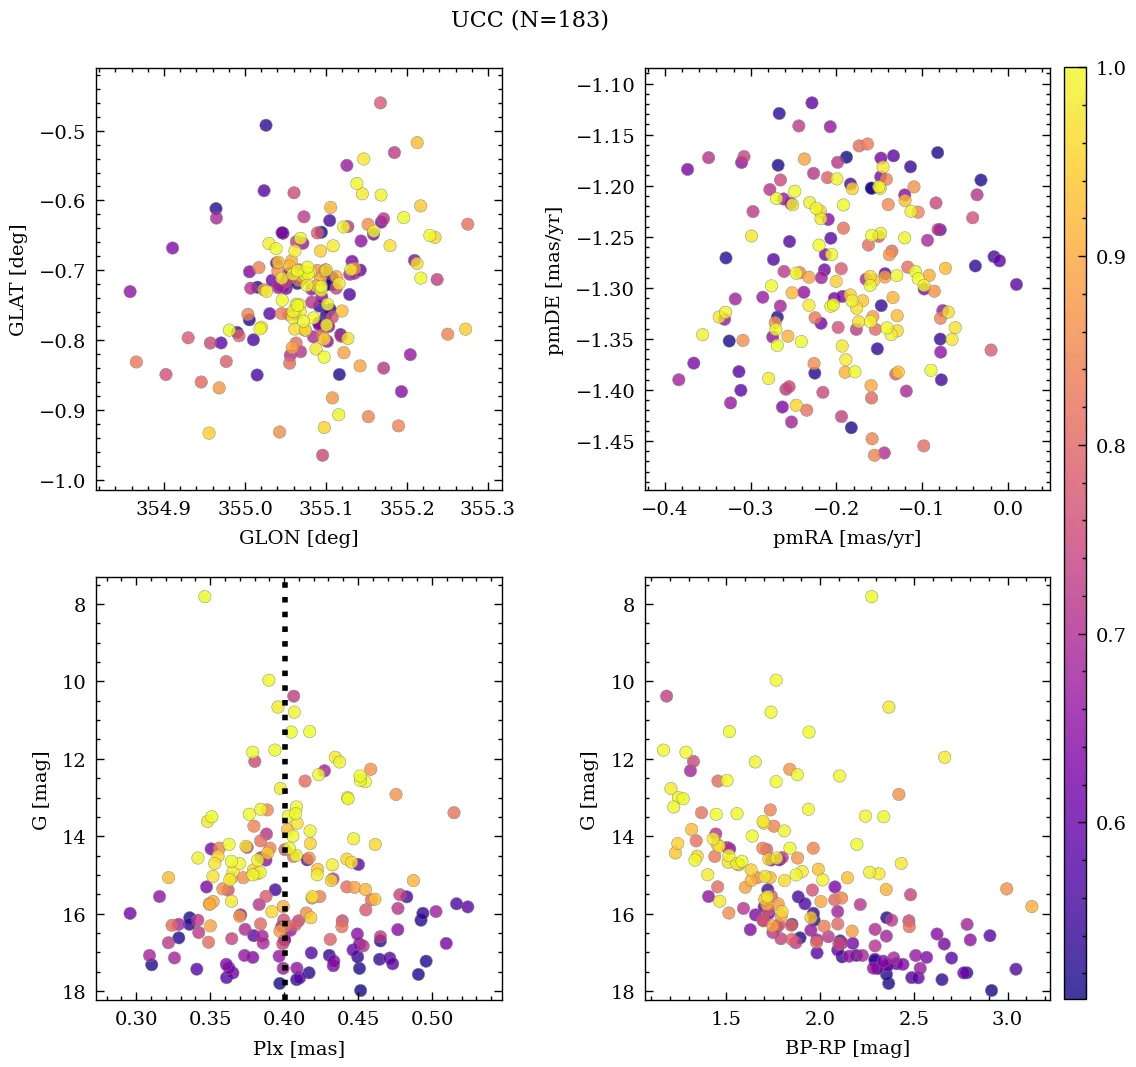 UCC (N=183)
−0.5
−0.6
−0.7
−0.8
−0.9
−1.0
GLAT [deg]
354.9 355.0 355.1 355.2 355.3
GLON [deg]
−1.10
−1.15
−1.20
−1.25
−1.30
−1.35
−1.40
−1.45
pmDE [mas/yr]
−0.4 −0.3 −0.2 −0.1 0.0
pmRA [mas/yr]
8
10
12
14
16
18
G [mag]
0.30 0.35 0.40 0.45 0.50
Plx [mas]
8
10
12
14
16
18
G [mag]
1.5 2.0 2.5 3.0
BP-RP [mag]
1.0
0.9
0.8
0.7
0.6